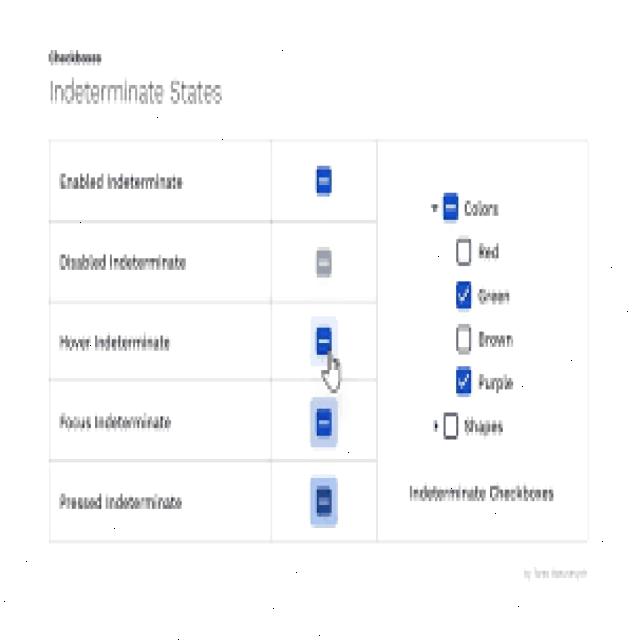 Checkboxes
Indeterminate States
Enabled Indeterminate
Disabled Indeterminate
Hover Indeterminate
Focus Indeterminate
Pressed Indeterminate
Colors
Red
Green
Brown
Purple
Shapes
Indeterminate Checkboxes
by